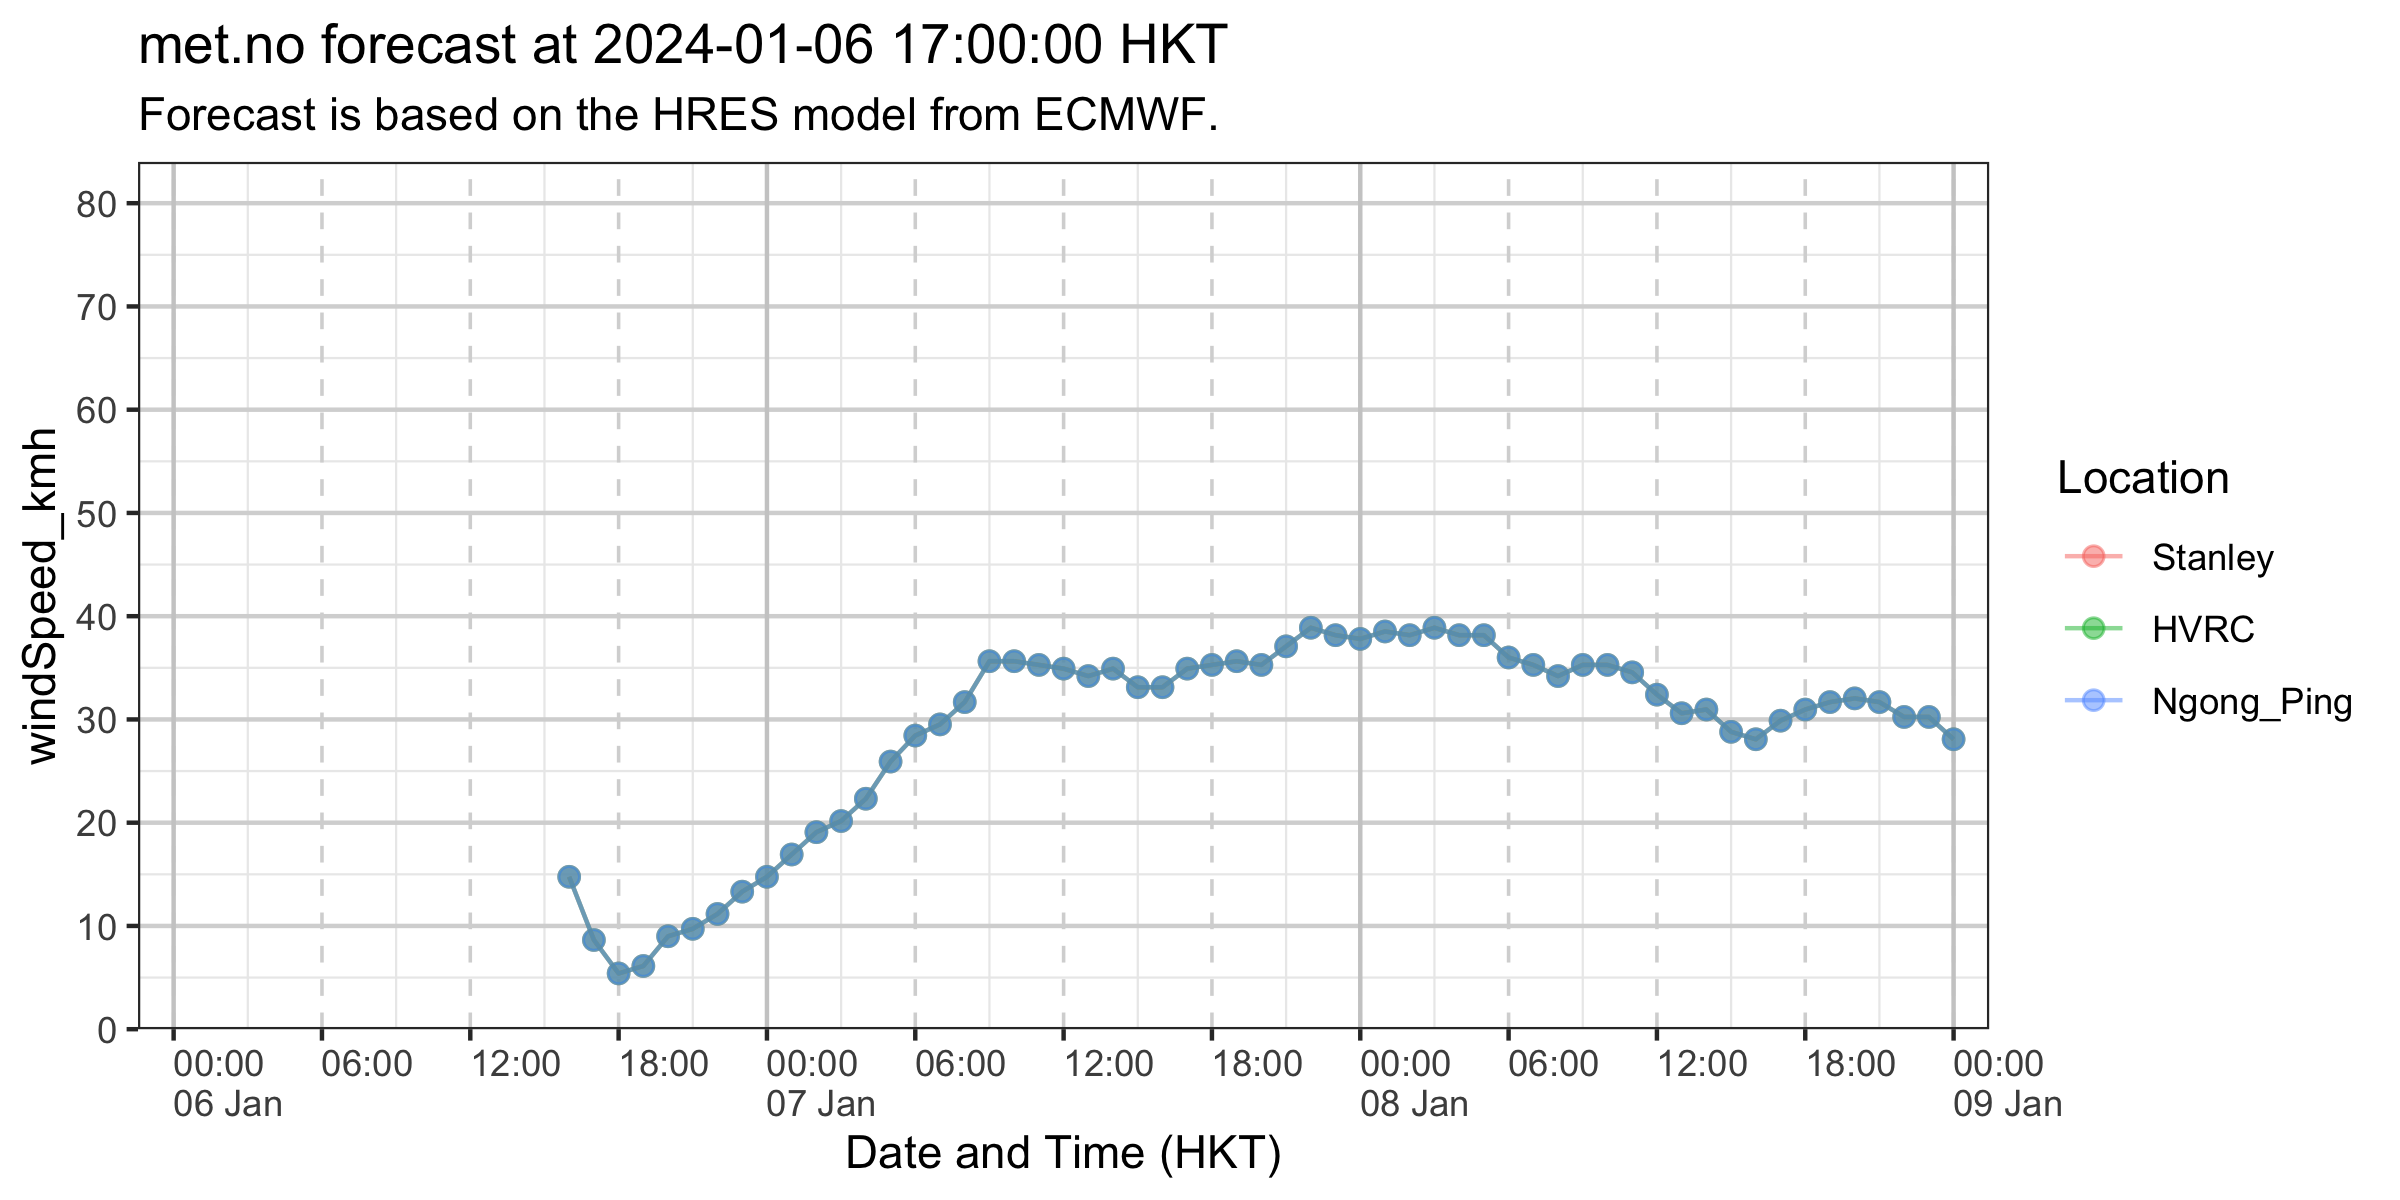 met.no forecast at 2024-01-06 17:00:00 HKT
Forecast is based on the HRES model from ECMWF.
windSpeed_kmh
80
70
60
50
40
30
20
10
0
00:00 06:00 12:00 18:00 00:00 06:00 12:00 18:00 00:00 06:00 12:00 18:00 00:00
06 Jan 07 Jan 08 Jan 09 Jan
Date and Time (HKT)
Location
Stanley
HVRC
Ngong_Ping